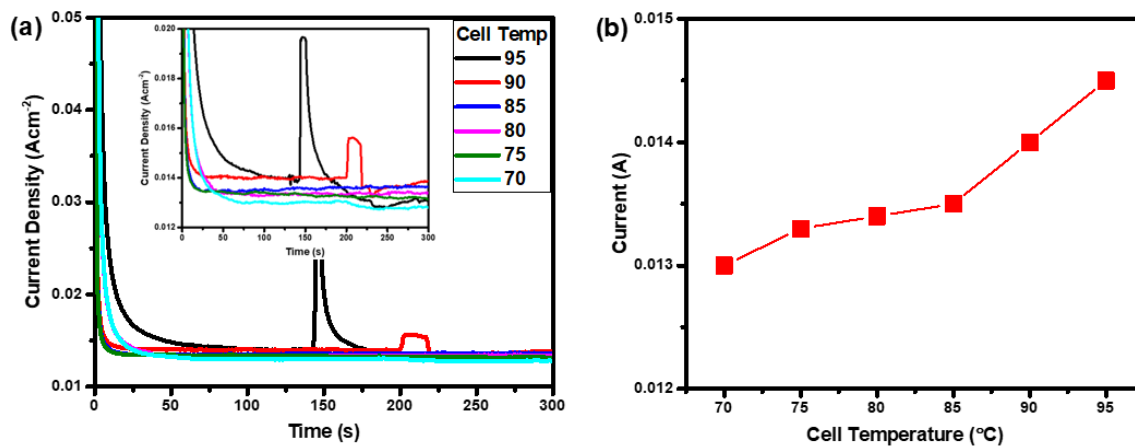 (a)
Current Density (Acm-2)
0.05
0.04
0.03
0.02
0.01
0 50 100 150 200 250 300
Time (s)
Current Density (Acm-2)
0.020
0.018
0.016
0.014
0.012
0 50 100 150 200 250 300
Time (s)
Cell Temp
95
90
85
80
75
70
(b)
Current (A)
0.015
0.014
0.013
0.012
70 75 80 85 90 95
Cell Temperature (°C)